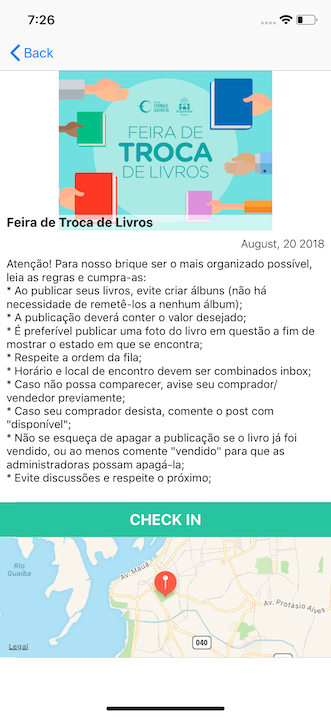 7:26
Back
FEIRA DE
TROCA
DE LIVROS
Feira de Troca de Livros
August, 20 2018
Atenção! Para nosso brique ser o mais organizado possível,
leia as regras e cumpra-as:
* Ao publicar seus livros, evite criar álbuns (não há
necessidade de remetê-los a nenhum álbum);
* A publicação deverá conter o valor desejado;
* É preferível publicar uma foto do livro em questão a fim de
mostrar o estado em que se encontra;
* Respeite a ordem da fila;
* Horário e local de encontro devem ser combinados inbox;
* Caso não possa comparecer, avise seu comprador/
vendedor previamente;
* Caso seu comprador desista, comente o post com
"disponível";
* Não se esqueça de apagar a publicação se o livro já foi
vendido, ou ao menos comente "vendido" para que as
administradoras possam apagá-la;
* Evite discussões e respeite o próximo;
CHECK IN
Rio
Guaíba
Av. Mauá
Av. Protásio Alves
040
Legal